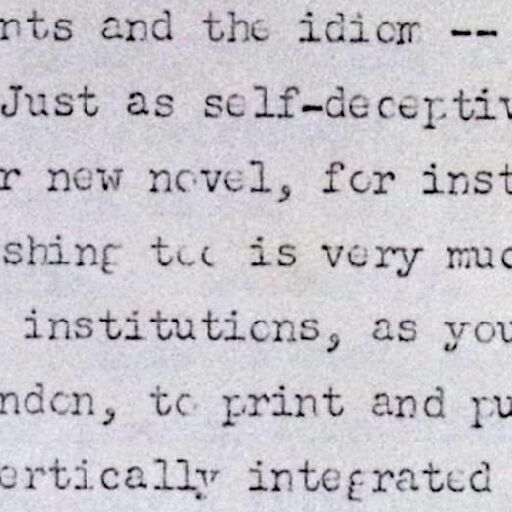 nts and the idiom --
Just as self-deceptiv
r new novel, for inst
shing too is very muc
institutions, as you
ndon, to print and pu
ertically integrated